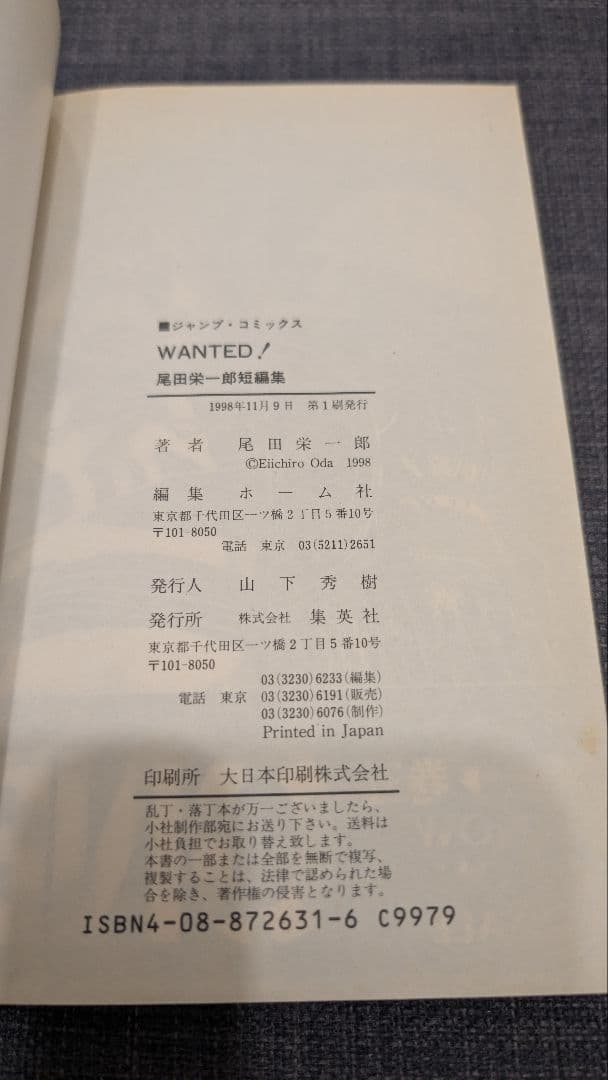 ■ジャンプ・コミックス
WANTED!
尾田栄一郎短編集
1998年11月9日 第1刷発行
著者 尾田栄一郎
©Eiichiro Oda 1998
編集 ホーム社
東京都千代田区一ツ橋2丁目5番10号
〒101-8050
電話 東京 03(5211)2651
発行人 山下秀樹
発行所 株式会社 集英社
東京都千代田区一ツ橋2丁目5番10号
〒101-8050
03(3230)6233(編集)
電話 東京 03(3230)6191(販売)
03(3230)6076(制作)
Printed in Japan
印刷所 大日本印刷株式会社
乱丁・落丁本が万一ございましたら、
小社制作部宛にお送り下さい。送料は
小社負担でお取り替え致します。
本書の一部または全部を無断で複写、
複製することは、法律で認められた場
合を除き、著作権の侵害となります。
ISBN4-08-872631-6 C9979